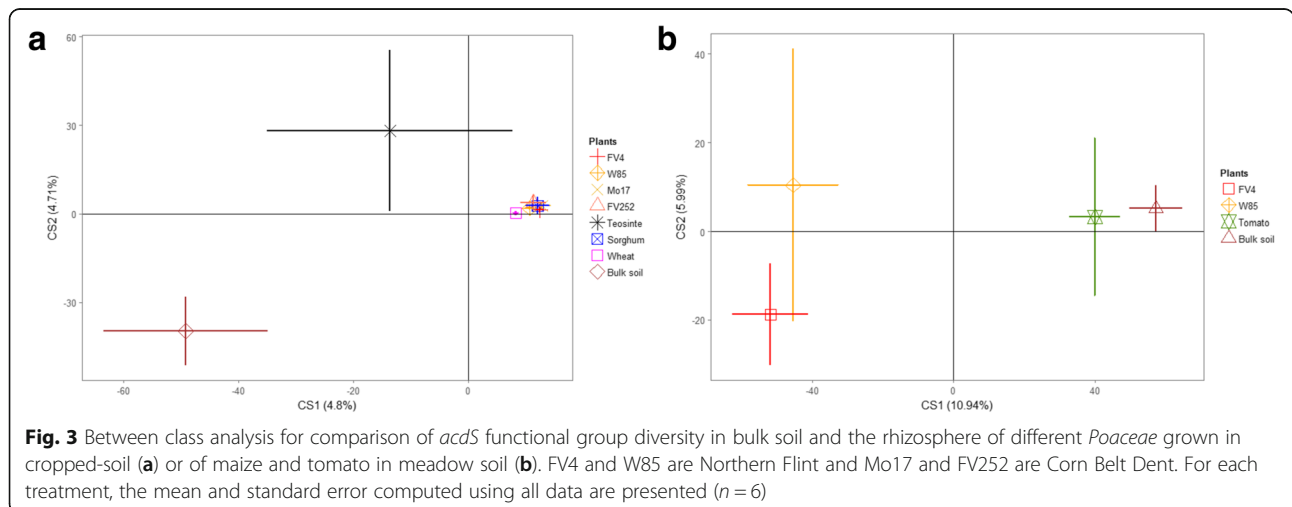 a
60
30
0
-30
CS2 (4.71%)
-60
-40
-20
0
CS1 (4.8%)
Plants
FV4
W85
Mo17
FV252
Teosinte
Sorghum
Wheat
Bulk soil
b
40
20
0
-20
CS2 (5.99%)
-40
0
40
CS1 (10.94%)
Plants
FV4
W85
Tomato
Bulk soil
Fig. 3 Between class analysis for comparison of acdS functional group diversity in bulk soil and the rhizosphere of different Poaceae grown in
cropped-soil (a) or of maize and tomato in meadow soil (b). FV4 and W85 are Northern Flint and Mo17 and FV252 are Corn Belt Dent. For each
treatment, the mean and standard error computed using all data are presented (n = 6)